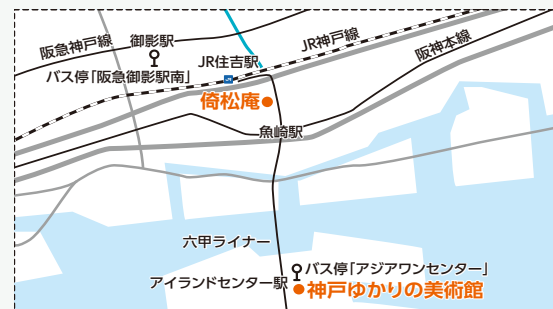 阪急神戸線
御影駅
バス停「阪急御影駅南」
JR住吉駅
JR神戸線
阪神本線
倚松庵
魚崎駅
六甲ライナー
バス停「アジアワンセンター」
アイランドセンター駅
神戸ゆかりの美術館